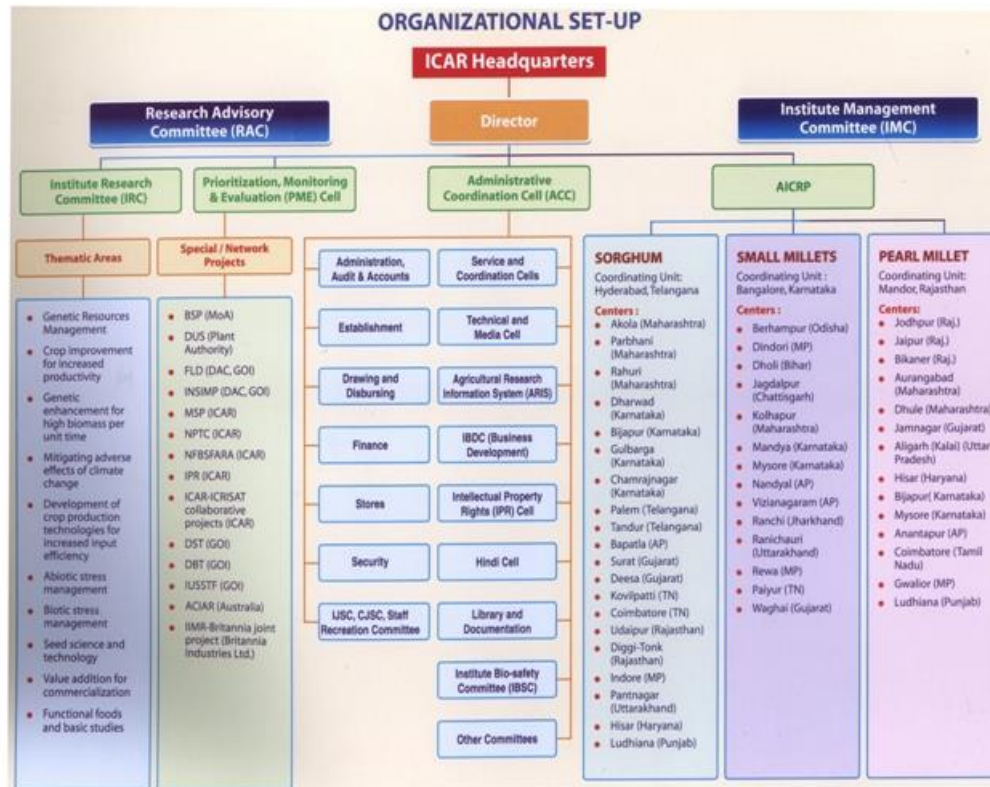 ORGANIZATIONAL SET-UP
ICAR Headquarters
Research Advisory
Committee (RAC)
Director
Institute Management
Committee (IMC)
Institute Research
Committee (IRC)
Prioritization, Monitoring
& Evaluation (PME) Cell
Administrative
Coordination Cell (ACC)
AICRP
Thematic Areas
Genetic Resources
Management
Crop improvement
for increased
productivity
Genetic
enhancement for
high biomass per
unit time
Mitigating adverse
effects of climate
change
Development of
crop production
technologies for
increased input
efficiency
Abiotic stress
management
Biotic stress
management
Seed science and
technology
Value addition for
commercialization
Functional foods
and basic studies
Special / Network
Projects
BSP (MoA)
DUS (Plant
Authority)
FLD (DAC, GOI)
INSIMP (DAC, GOI)
MSP (ICAR)
NPTC (ICAR)
NFBSFARA (ICAR)
IPR (ICAR)
ICAR-ICRISAT
collaborative
projects (ICAR)
DST (GOI)
DBT (GOI)
IUSSTF (GOI)
ACIAR (Australia)
IIMR-Britannia joint
project (Britannia
Industries Ltd.)
Administration,
Audit & Accounts
Establishment
Drawing and
Disbursing
Finance
Stores
Security
IJSC, CJSC, Staff
Recreation Committee
Service and
Coordination Cells
Technical and
Media Cell
Agricultural Research
Information System (ARIS)
IBDC (Business
Development)
Intellectual Property
Rights (IPR) Cell
Hindi Cell
Library and
Documentation
Institute Bio-safety
Committee (IBSC)
Other Committees
SORGHUM
Coordinating Unit:
Hyderabad, Telangana
Centers :
Akola (Maharashtra)
Parbhani
(Maharashtra)
Rahuri
(Maharashtra)
Dharwad
(Karnataka)
Bijapur (Karnataka)
Gulbarga
(Karnataka)
Chamrajnagar
(Karnataka)
Palem (Telangana)
Tandur (Telangana)
Bapatla (AP)
Surat (Gujarat)
Deesa (Gujarat)
Kovilpatti (TN)
Coimbatore (TN)
Udaipur (Rajasthan)
Diggi-Tonk
(Rajasthan)
Indore (MP)
Pantnagar
(Uttarakhand)
Hisar (Haryana)
Ludhiana (Punjab)
SMALL MILLETS
Coordinating Unit :
Bangalore, Karnataka
Centers :
Berhampur (Odisha)
Dindori (MP)
Dholi (Bihar)
Jagdalpur
(Chattisgarh)
Kolhapur
(Maharashtra)
Mandya (Karnataka)
Mysore (Karnataka)
Nandyal (AP)
Vizianagaram (AP)
Ranchi (Jharkhand)
Ranichauri
(Uttarakhand)
Rewa (MP)
Paiyur (TN)
Waghai (Gujarat)
PEARL MILLET
Coordinating Unit:
Mandor, Rajasthan
Centers:
Jodhpur (Raj.)
Jaipur (Raj.)
Bikaner (Raj.)
Aurangabad
(Maharashtra)
Dhule (Maharashtra)
Jamnagar (Gujarat)
Aligarh (Kalai) (Uttar
Pradesh)
Hisar (Haryana)
Bijapur( Karnataka)
Mysore (Karnataka)
Anantapur (AP)
Coimbatore (Tamil
Nadu)
Gwalior (MP)
Ludhiana (Punjab)